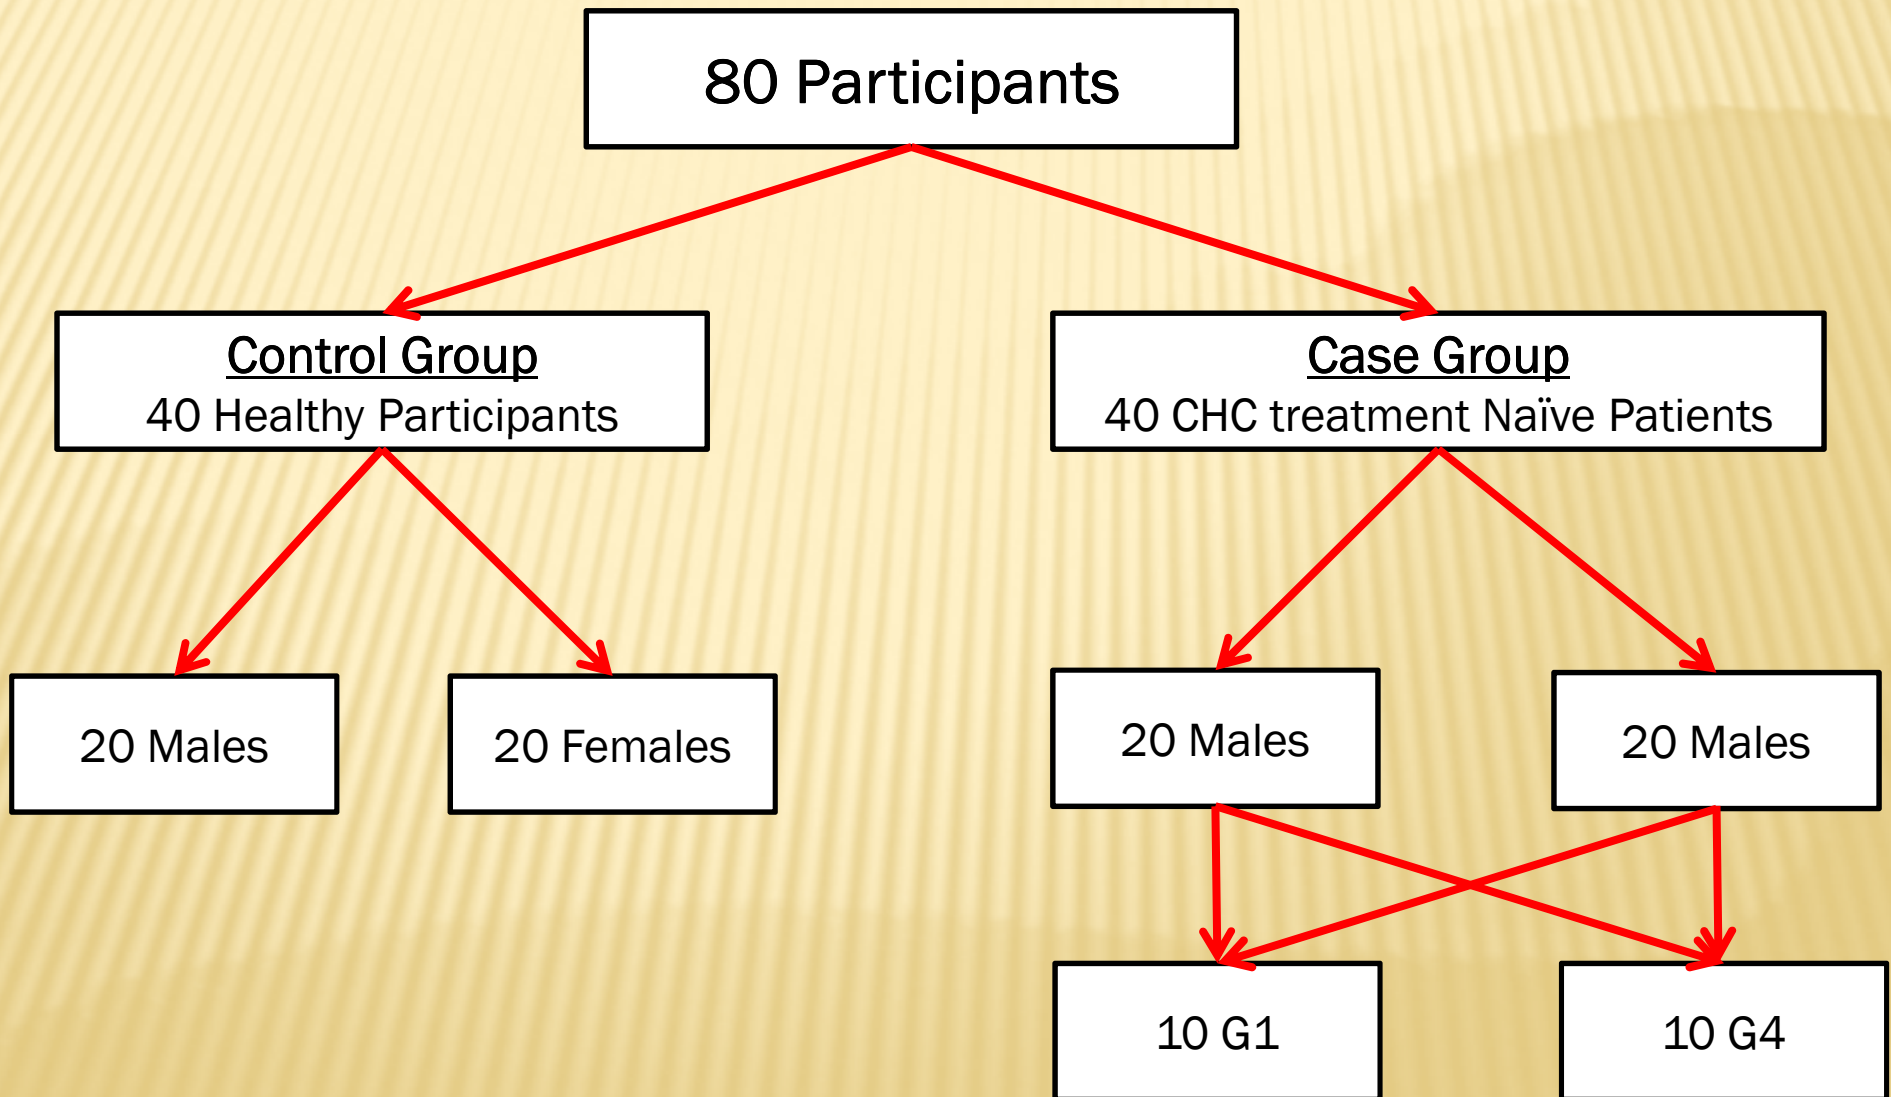 80 Participants
Control Group
40 Healthy Participants
Case Group
40 CHC treatment Naïve Patients
20 Males
20 Females
20 Males
20 Males
10 G1
10 G4